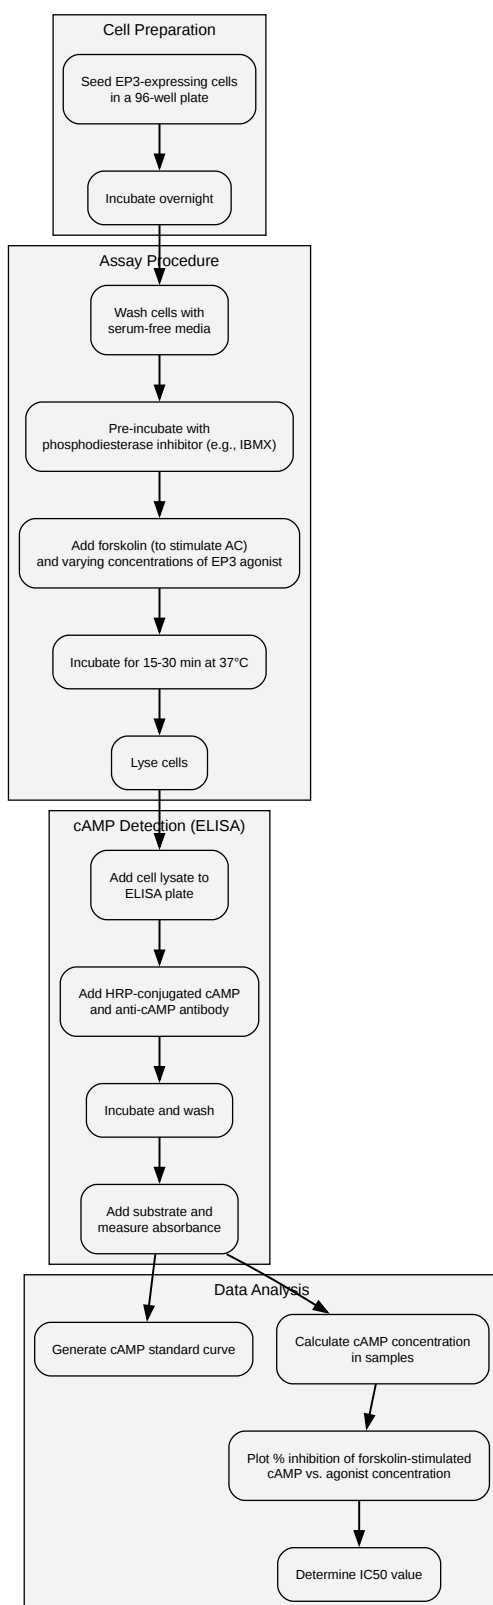 Cell Preparation
Seed EP3-expressing cells
in a 96-well plate
Incubate overnight
Assay Procedure
Wash cells with
serum-free media
Pre-incubate with
phosphodiesterase inhibitor (e.g., IBMX)
Add forskolin (to stimulate AC)
and varying concentrations of EP3 agonist
Incubate for 15-30 min at 37°C
Lyse cells
cAMP Detection (ELISA)
Add cell lysate to
ELISA plate
Add HRP-conjugated cAMP
and anti-cAMP antibody
Incubate and wash
Add substrate and
measure absorbance
Data Analysis
Generate cAMP standard curve
Calculate cAMP concentration
in samples
Plot % inhibition of forskolin-stimulated
cAMP vs. agonist concentration
Determine IC50 value